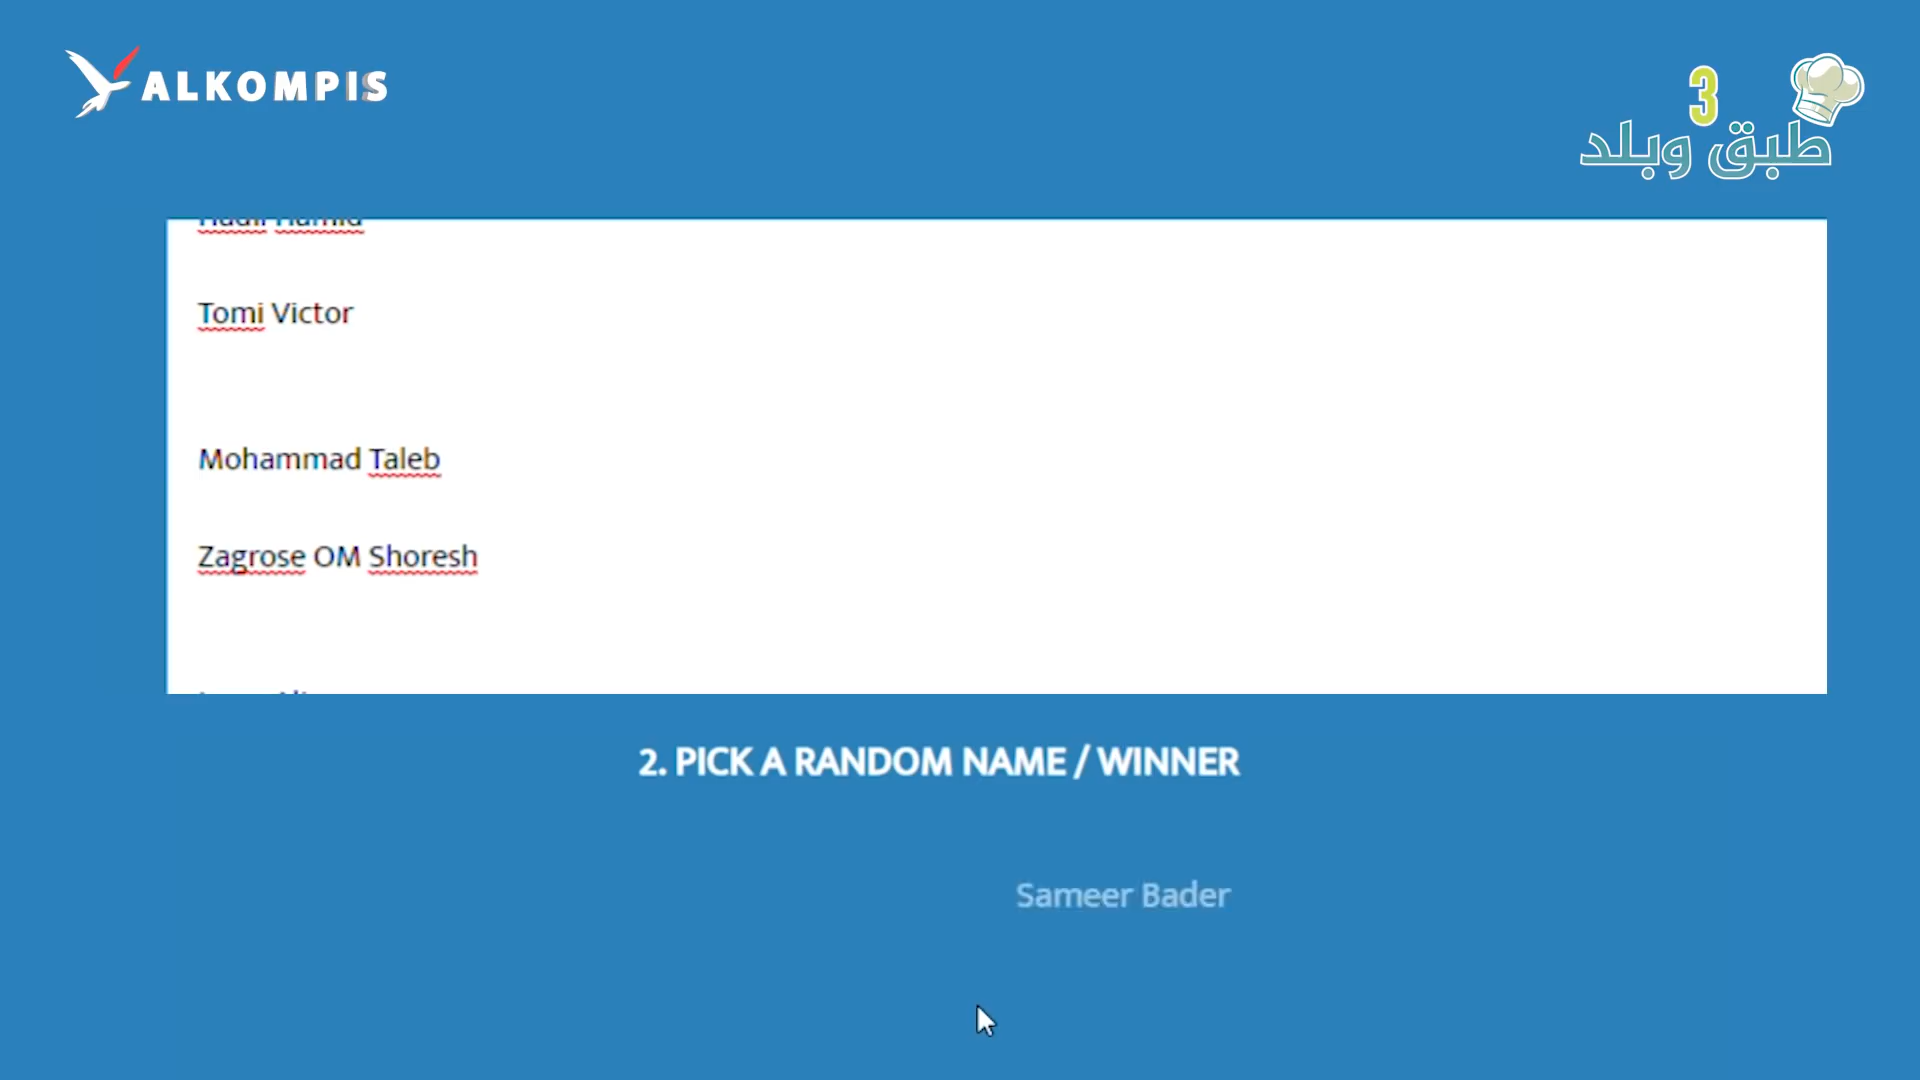 ALKOMPIS
3
طبق وبلد
Tomi Victor
Mohammad Taleb
Zagrose OM Shoresh
2. PICK A RANDOM NAME / WINNER
Sameer Bader